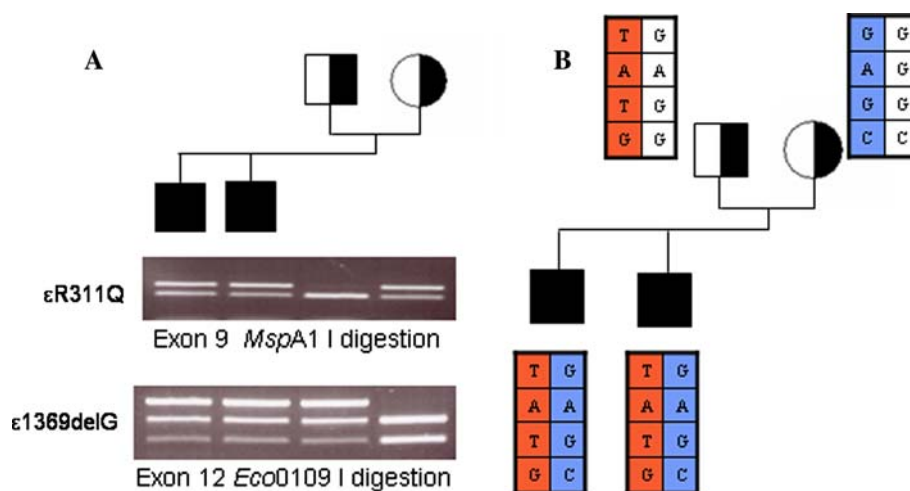 A
εR311Q
Exon 9 MspA1 I digestion
ε1369delG
Exon 12 Eco0109 I digestion
B
T G
A A
T G
G G
G G
A G
G G
C C
T G
A A
T G
G C
T G
A A
T G
G C